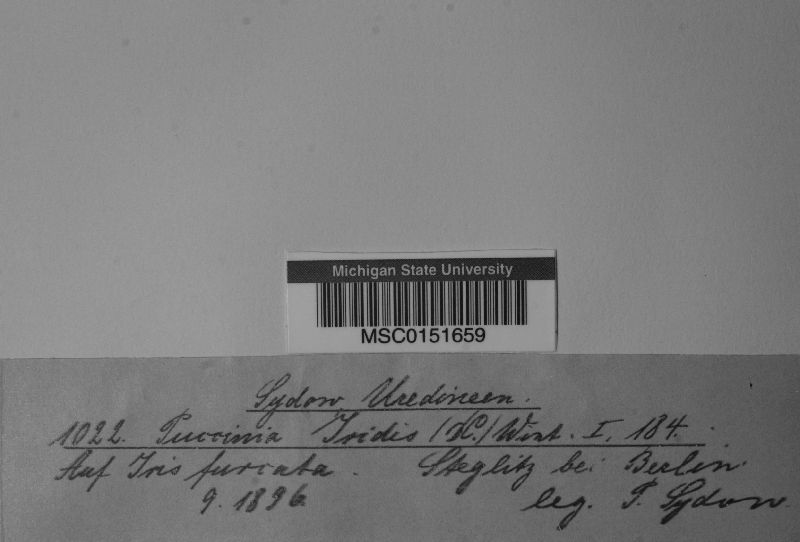 Michigan State University
MSC0151659
Sydow Uredineen.
1022. Puccinia Iridis (DC.) Wint. I, 184.
Auf Iris furcata. Steglitz bei Berlin.
9. 1896 leg. P. Sydow.